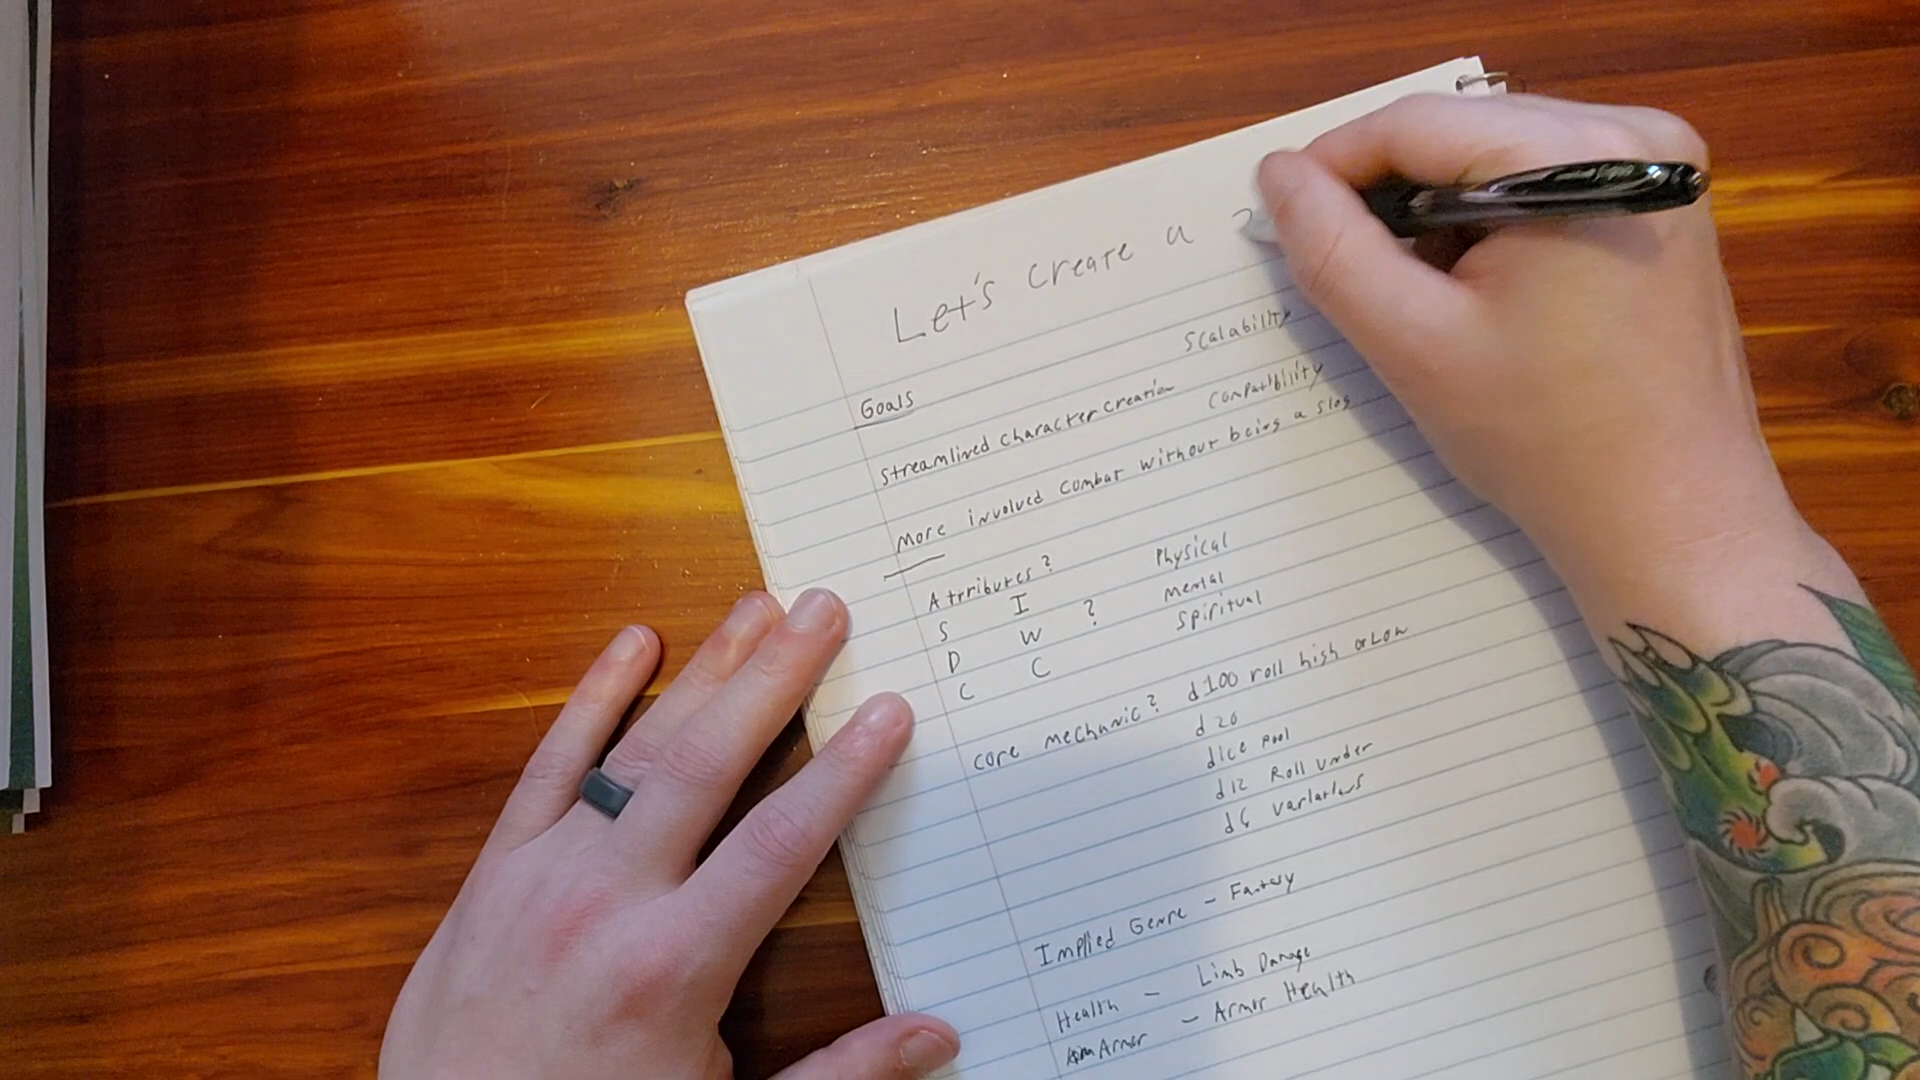 Let's create a
Goals
Scalability
Streamlined character creation
compatibility
more involved combat without being a slog
Attributes?
S I
D W ?
C C
Physical
mental
spiritual
core mechanic? d100 roll high or Low
d20
dice pool
d12 Roll under
d6 variations
Implied Genre - Fantasy
Health - Limb Damage
Armor - Armor Health